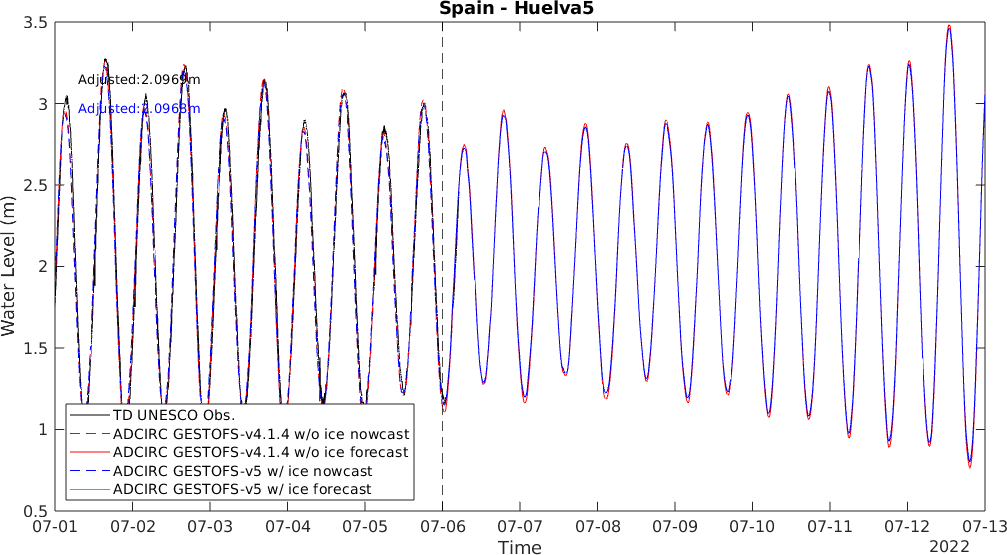 Spain - Huelva5
3.5
3
2.5
2
1.5
1
0.5
Water Level (m)
Adjusted:2.0969m
Adjusted:2.0963m
TD UNESCO Obs.
ADCIRC GESTOFS-v4.1.4 w/o ice nowcast
ADCIRC GESTOFS-v4.1.4 w/o ice forecast
ADCIRC GESTOFS-v5 w/ ice nowcast
ADCIRC GESTOFS-v5 w/ ice forecast
07-01 07-02 07-03 07-04 07-05 07-06 07-07 07-08 07-09 07-10 07-11 07-12 07-13
Time
2022